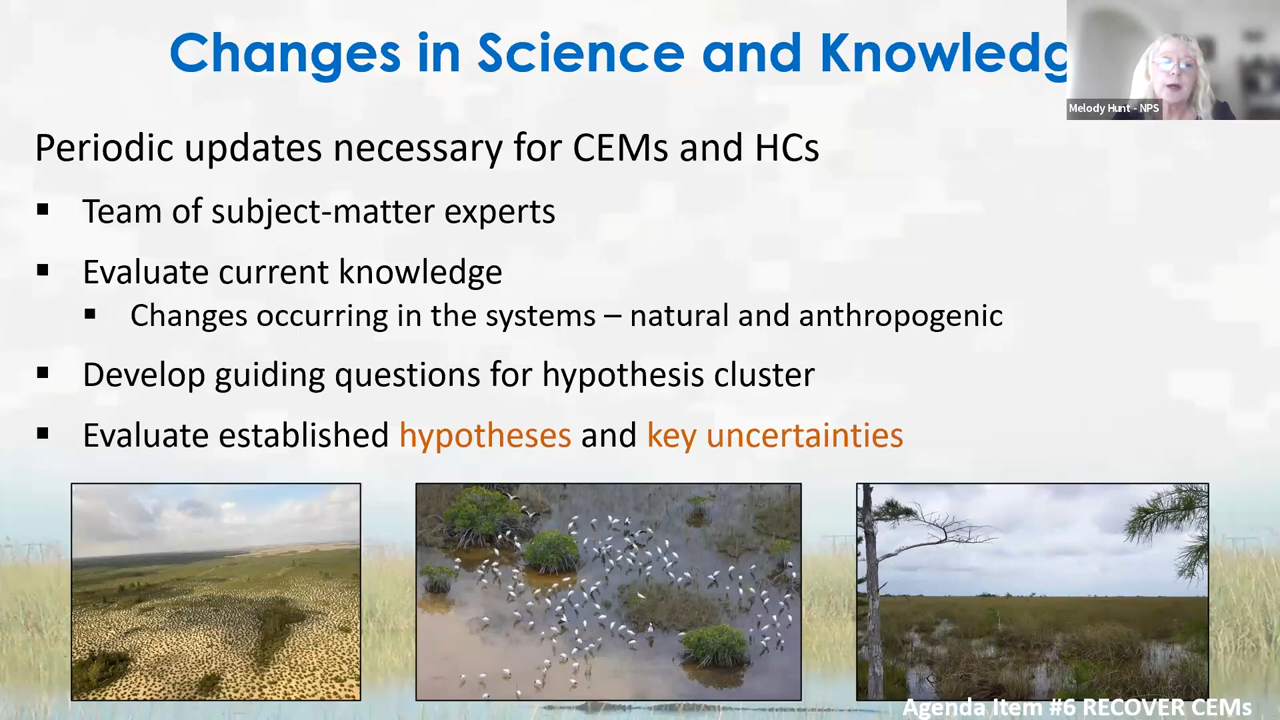 Changes in Science and Knowledg
Melody Hunt - NPS
Periodic updates necessary for CEMs and HCs
▪ Team of subject-matter experts
▪ Evaluate current knowledge
▪ Changes occurring in the systems – natural and anthropogenic
▪ Develop guiding questions for hypothesis cluster
▪ Evaluate established hypotheses and key uncertainties
Agenda Item #6 RECOVER CEMs